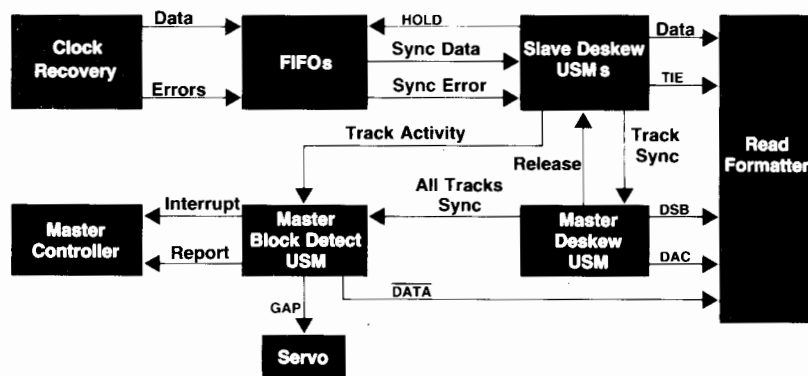 Clock
Recovery
Data
Errors
FIFOs
HOLD
Sync Data
Sync Error
Slave Deskew
USMs
Data
TIE
Read
Formatter
Track Activity
Release
Track
Sync
Master
Controller
Interrupt
Report
Master
Block Detect
USM
All Tracks
Sync
Master
Deskew
USM
DSB
DAC
DATA
GAP
Servo